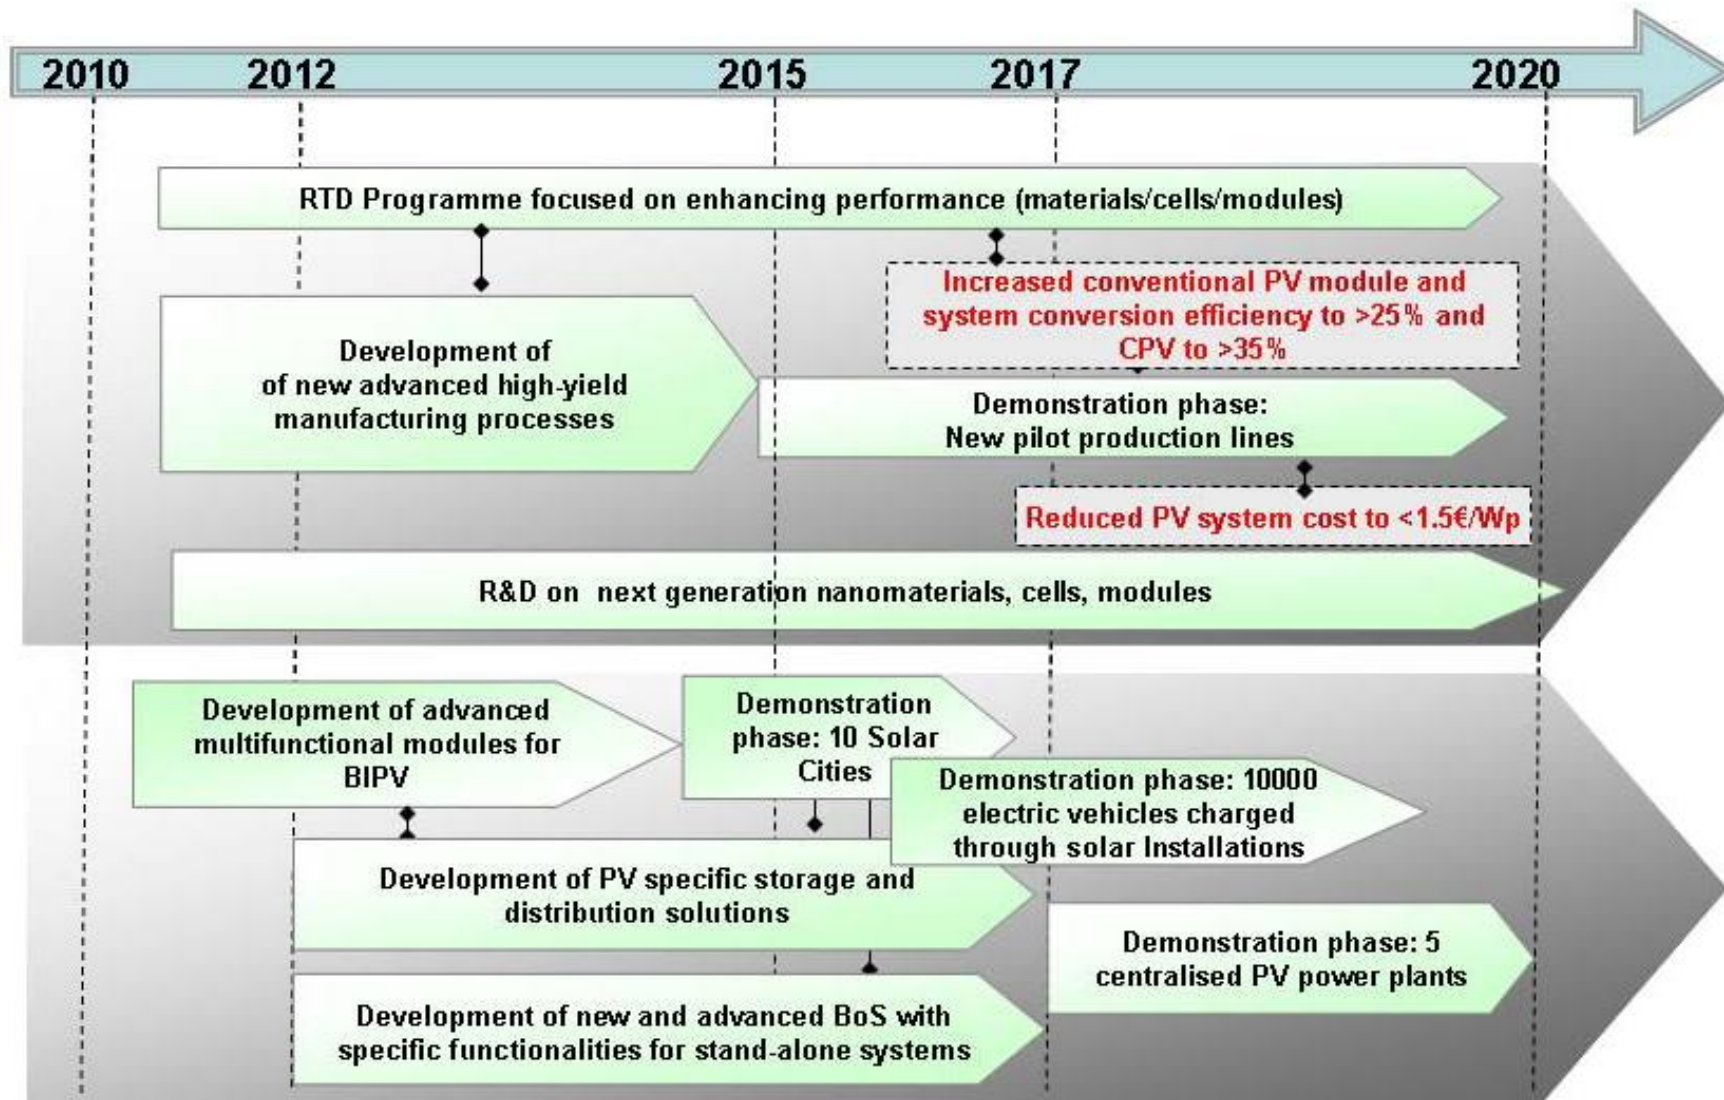 2010 2012 2015 2017 2020
RTD Programme focused on enhancing performance (materials/cells/modules)
Increased conventional PV module and
system conversion efficiency to >25% and
CPV to >35%
Development of
of new advanced high-yield
manufacturing processes
Demonstration phase:
New pilot production lines
Reduced PV system cost to <1.5€/Wp
R&D on next generation nanomaterials, cells, modules
Development of advanced
multifunctional modules for
BIPV
Demonstration
phase: 10 Solar
Cities
Demonstration phase: 10000
electric vehicles charged
through solar Installations
Development of PV specific storage and
distribution solutions
Demonstration phase: 5
centralised PV power plants
Development of new and advanced BoS with
specific functionalities for stand-alone systems